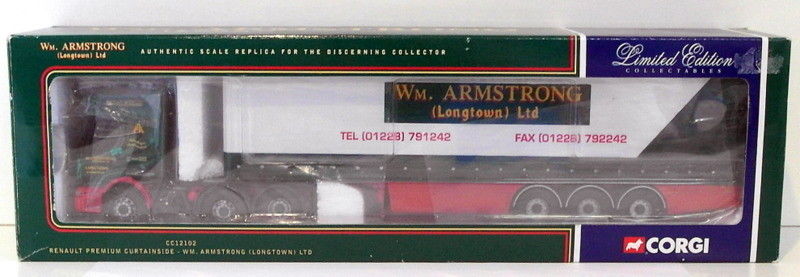 WM. ARMSTRONG
(Longtown) Ltd
AUTHENTIC SCALE REPLICA FOR THE DISCERNING COLLECTOR
Limited Edition
COLLECTABLES
WM. ARMSTRONG
(Longtown) Ltd
TEL (01228) 791242 FAX (01228) 792242
CC12102
RENAULT PREMIUM CURTAINSIDE - WM. ARMSTRONG (LONGTOWN) LTD
CORGI